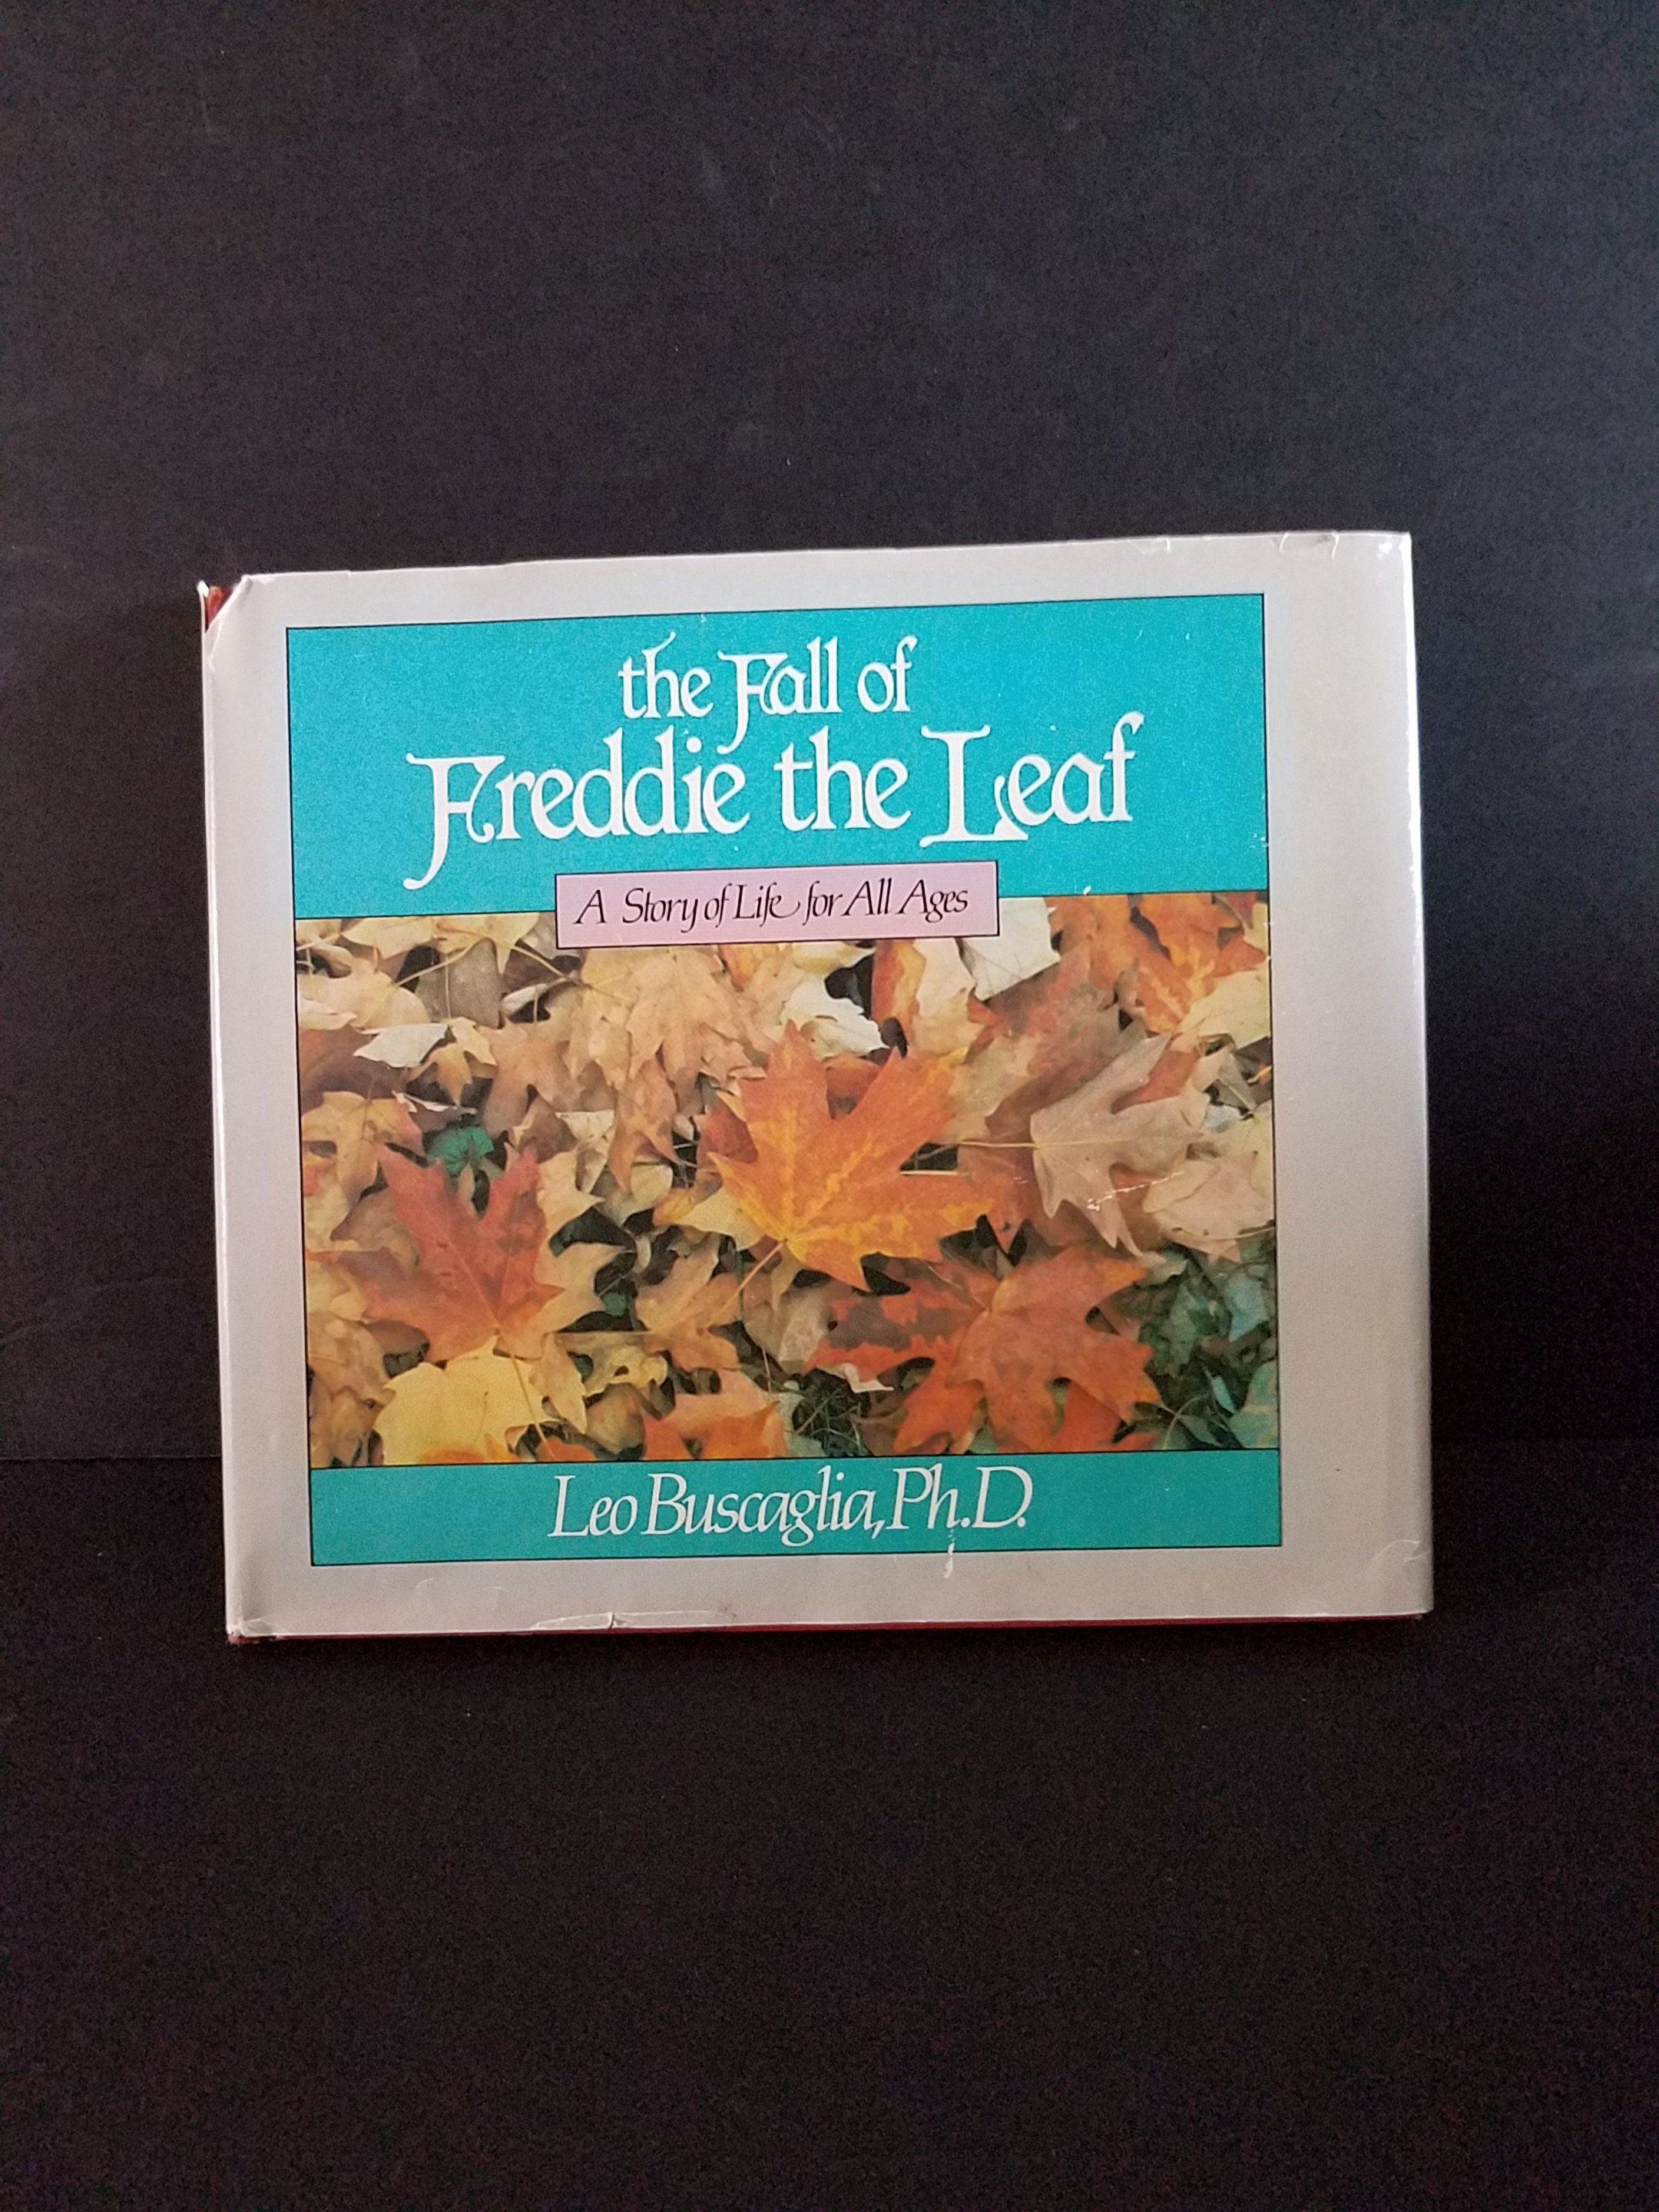 the Fall of
Freddie the Leaf
A Story of Life for All Ages
Leo Buscaglia, Ph.D.